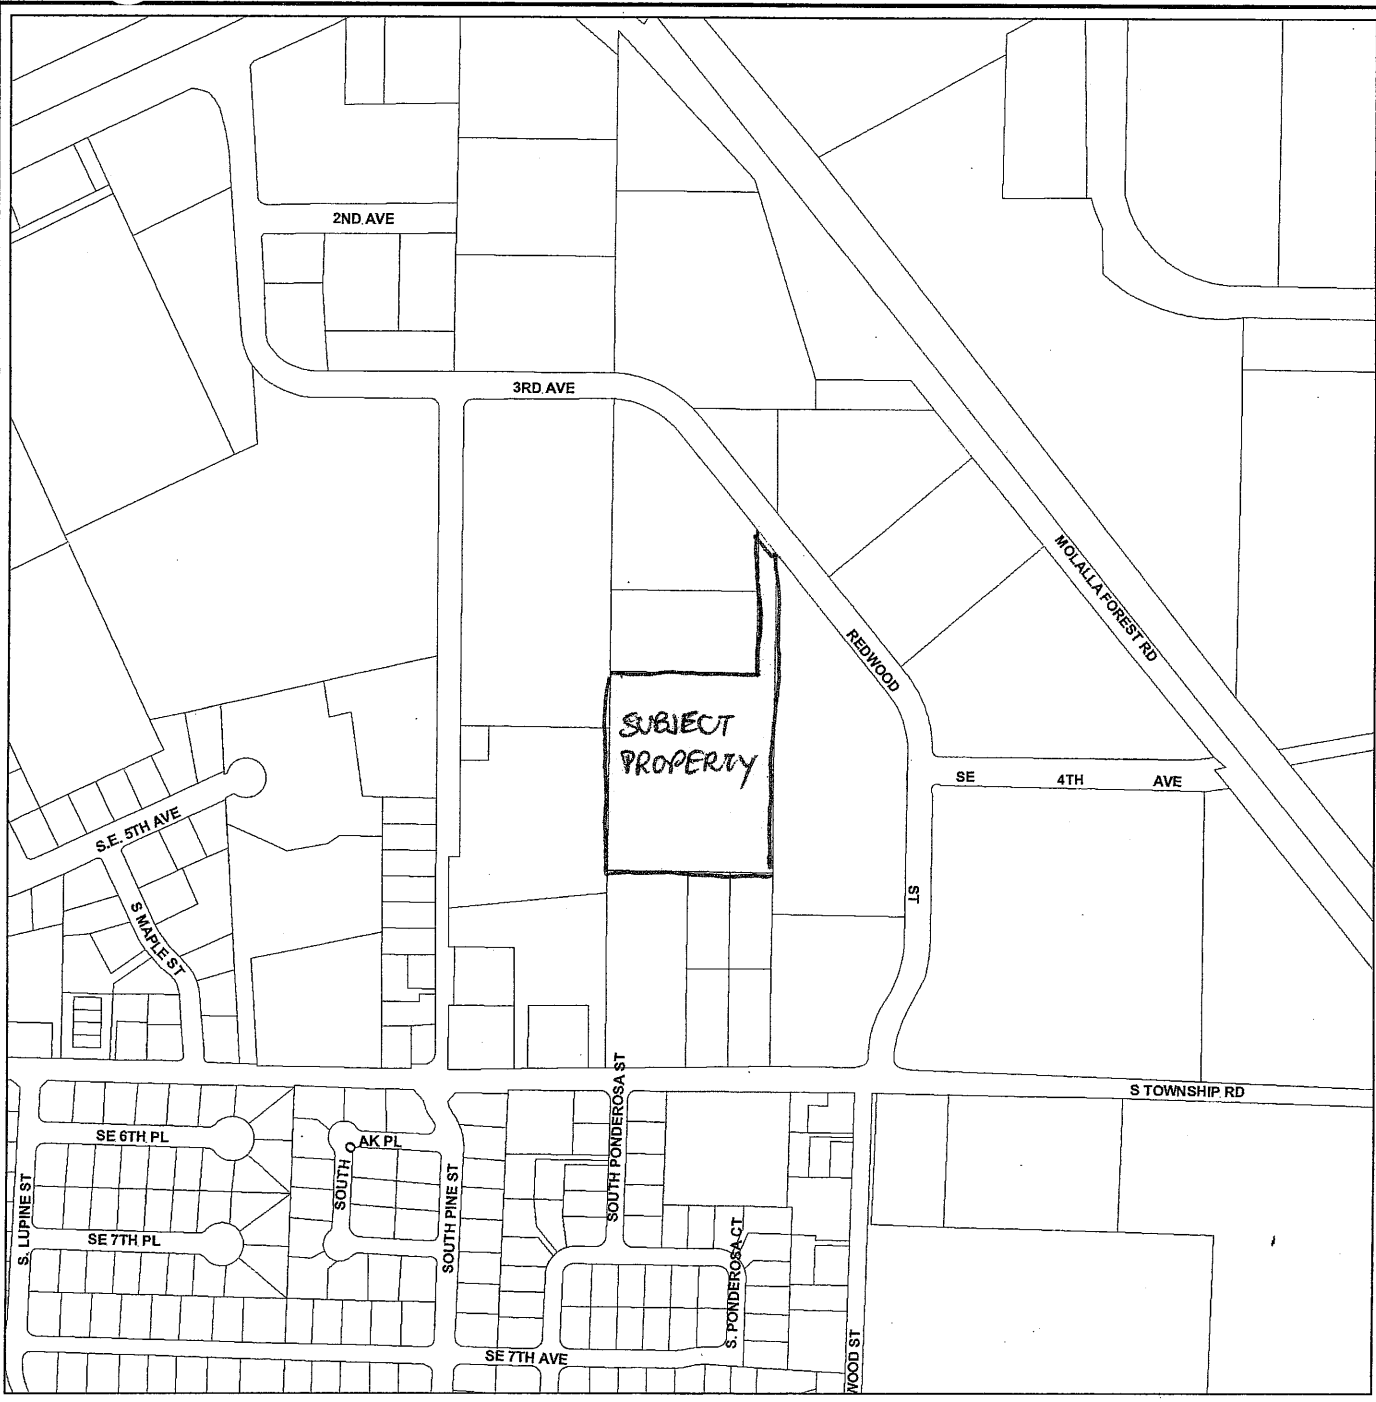 2ND. AVE
3RD. AVE
MOLALLA FOREST RD
REDWOOD
SUBJECT
PROPERTY
SE 4TH AVE
S.E. 5TH AVE
ST
S MAPLE ST
SOUTH PONDEROSA ST
S TOWNSHIP RD
SE 6TH PL
AK PL
SOUTH
S. LUPINE ST
SOUTH PINE ST
SE 7TH PL
S. PONDEROSA CT
SE 7TH AVE
WOOD ST